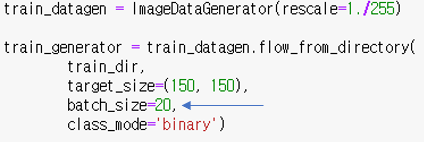 train_datagen = ImageDataGenerator(rescale=1./255)
train_generator = train_datagen.flow_from_directory(
train_dir,
target_size=(150, 150),
batch_size=20,
class_mode='binary')